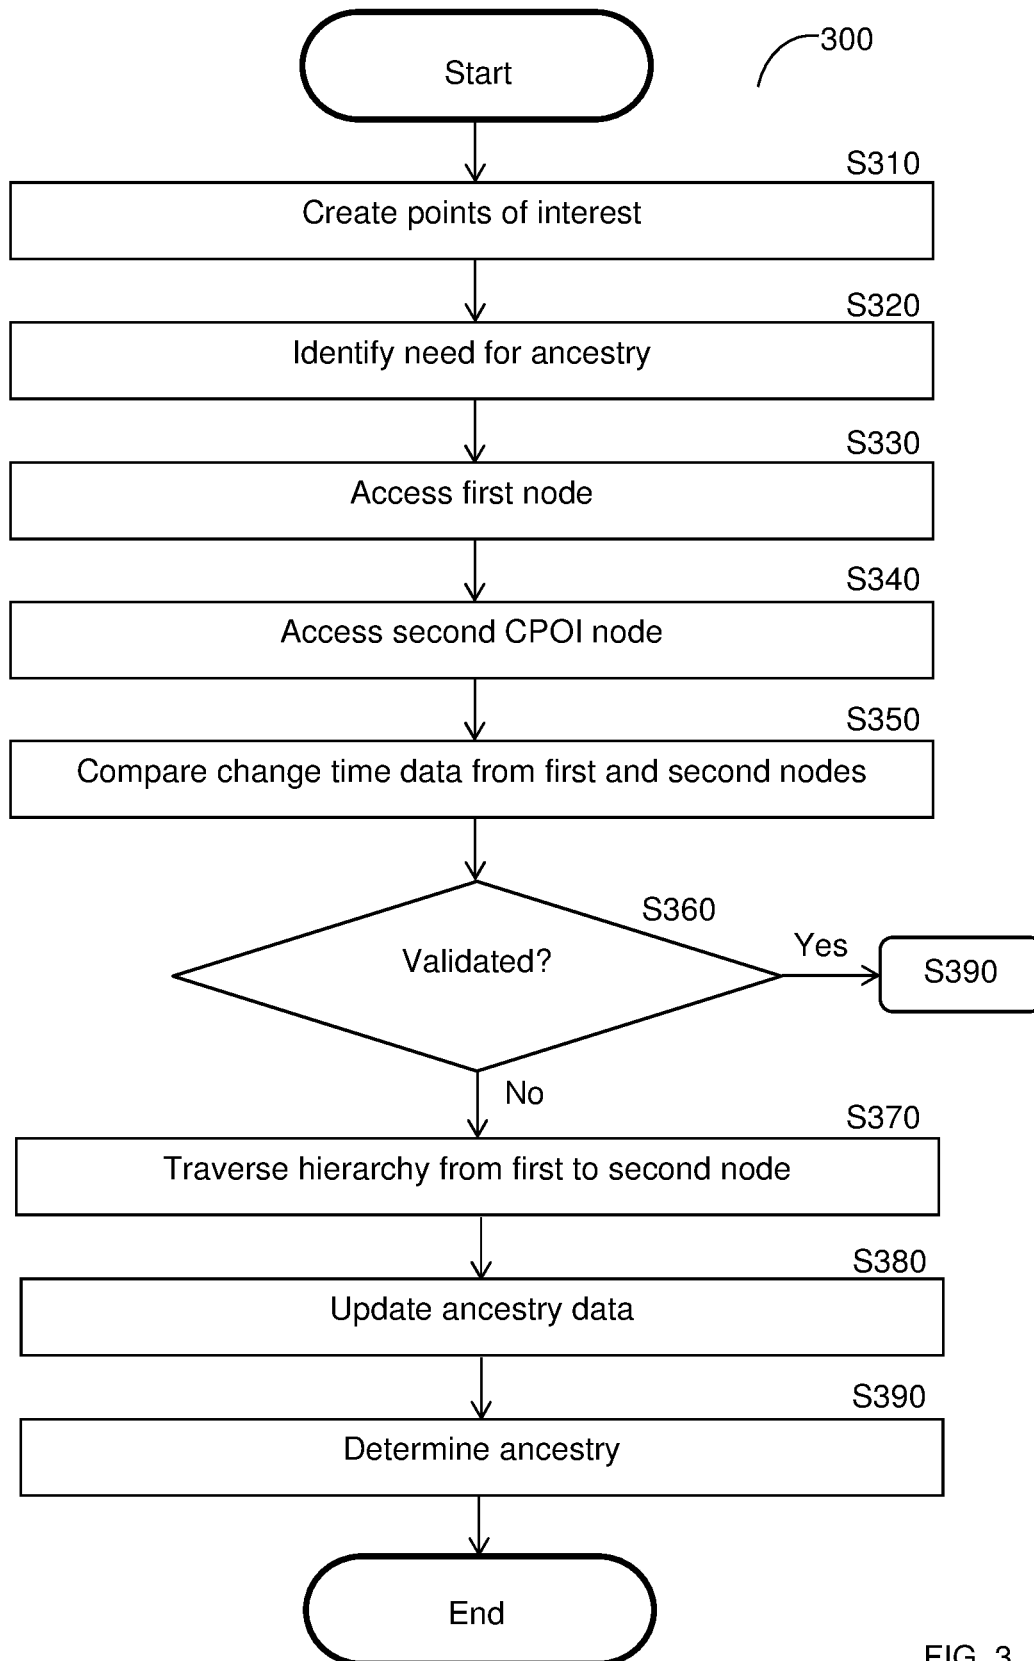 Start
300
S310
Create points of interest
S320
Identify need for ancestry
S330
Access first node
S340
Access second CPOI node
S350
Compare change time data from first and second nodes
S360
Validated?
Yes
S390
No
S370
Traverse hierarchy from first to second node
S380
Update ancestry data
S390
Determine ancestry
End
FIG. 3